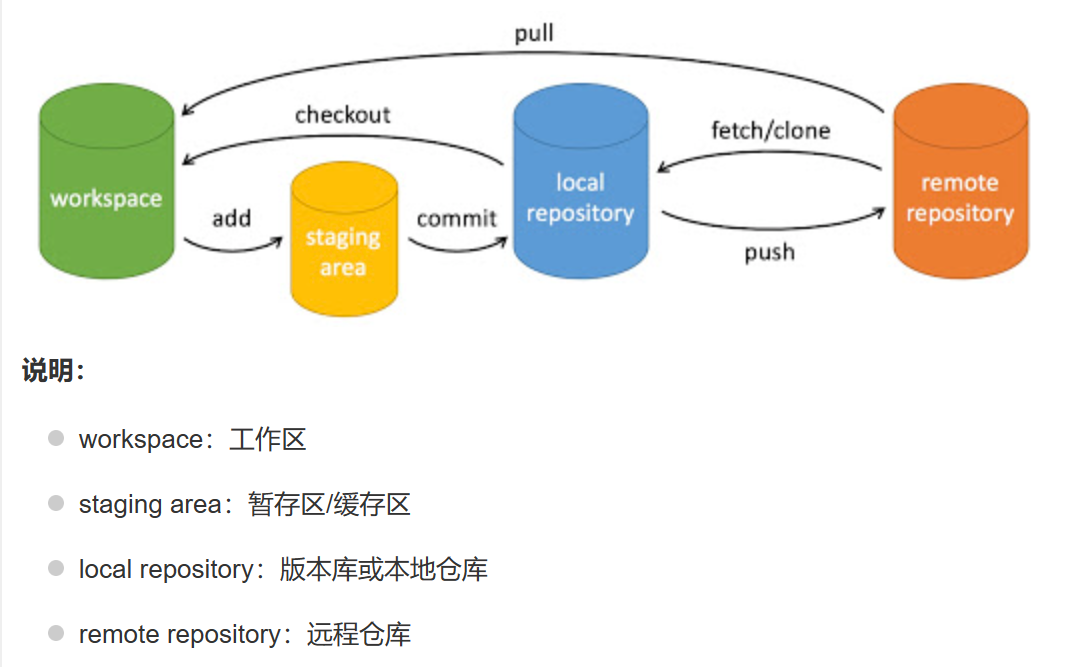 pull
checkout
fetch/clone
workspace
add
staging
area
commit
local
repository
push
remote
repository
说明：
workspace：工作区
staging area：暂存区/缓存区
local repository：版本库或本地仓库
remote repository：远程仓库